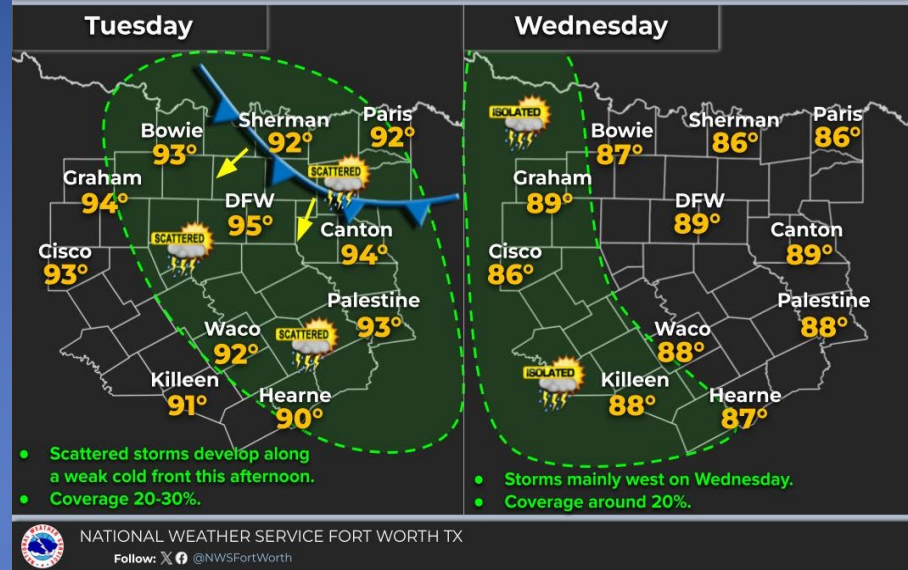 Tuesday
Bowie
93°
Sherman
92°
Paris
92°
Graham
94°
SCATTERED
DFW
95°
SCATTERED
Canton
94°
Cisco
93°
Palestine
93°
Waco
92°
SCATTERED
Killeen
91°
Hearne
90°
• Scattered storms develop along
a weak cold front this afternoon.
• Coverage 20-30%.
Wednesday
ISOLATED
Bowie
87°
Sherman
86°
Paris
86°
Graham
89°
DFW
89°
Canton
89°
Cisco
86°
Palestine
88°
Waco
88°
ISOLATED
Killeen
88°
Hearne
87°
• Storms mainly west on Wednesday.
• Coverage around 20%.
NATIONAL WEATHER SERVICE
NATIONAL WEATHER SERVICE FORT WORTH TX
Follow: X f @NWSFortWorth